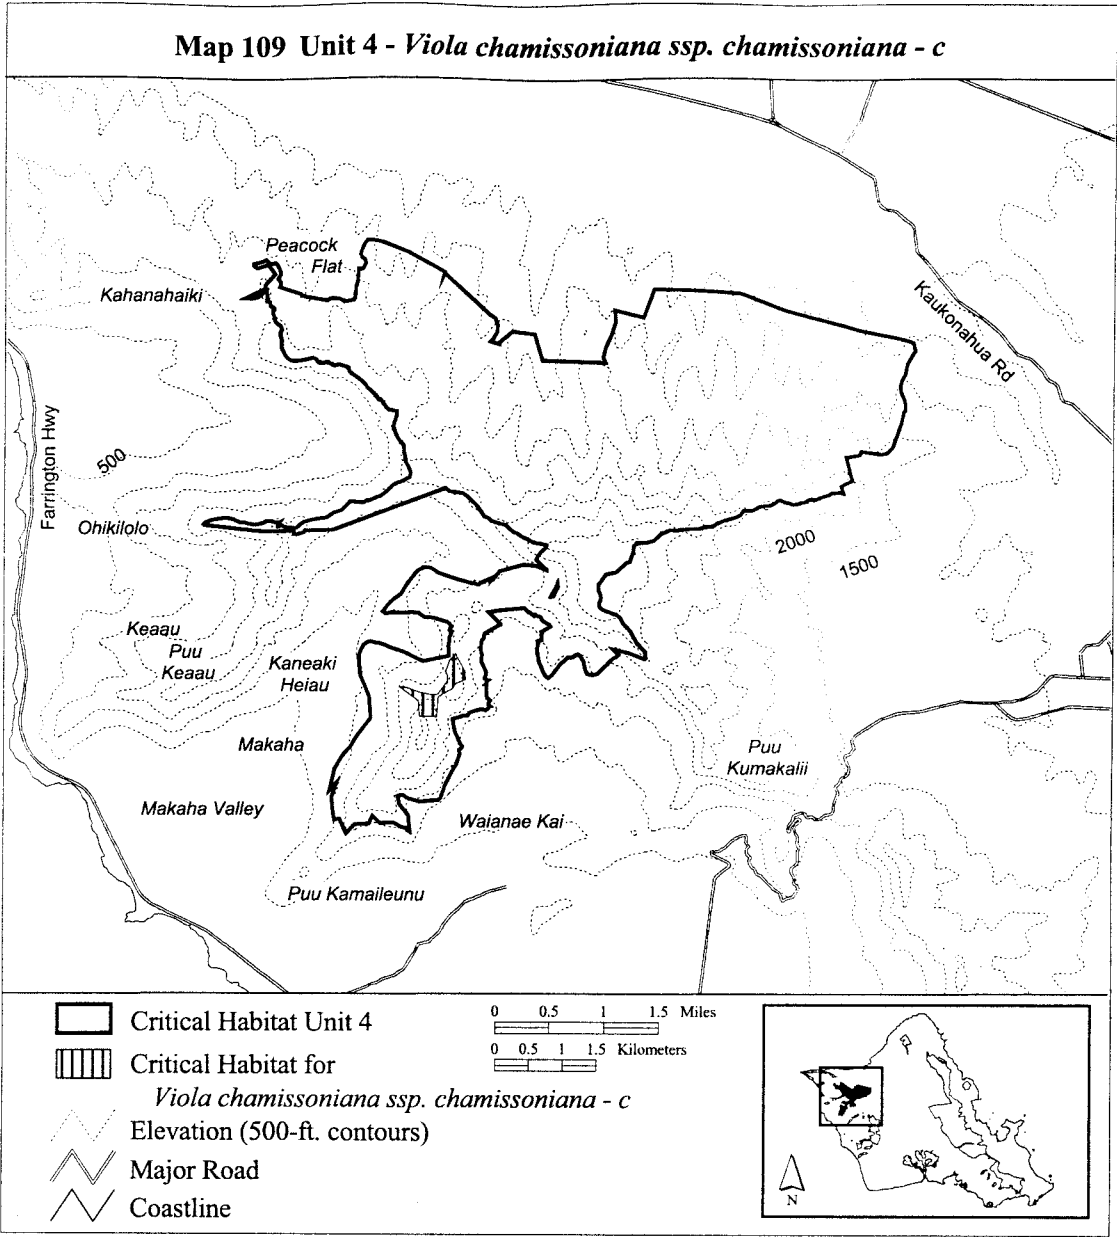 Map 109 Unit 4 - Viola chamissoniana ssp. chamissoniana - c
Peacock
Flat
Kahanahaiki
Kaukonahua Rd
Farrington Hwy
500
Ohikilolo
2000
1500
Keaau
Puu
Keaau
Kaneaki
Heiau
Makaha
Puu
Kumakalii
Makaha Valley
Waianae Kai
Puu Kamaileunu
Critical Habitat Unit 4
Critical Habitat for
Viola chamissoniana ssp. chamissoniana - c
Elevation (500-ft. contours)
Major Road
Coastline
0 0.5 1 1.5 Miles
0 0.5 1 1.5 Kilometers
N